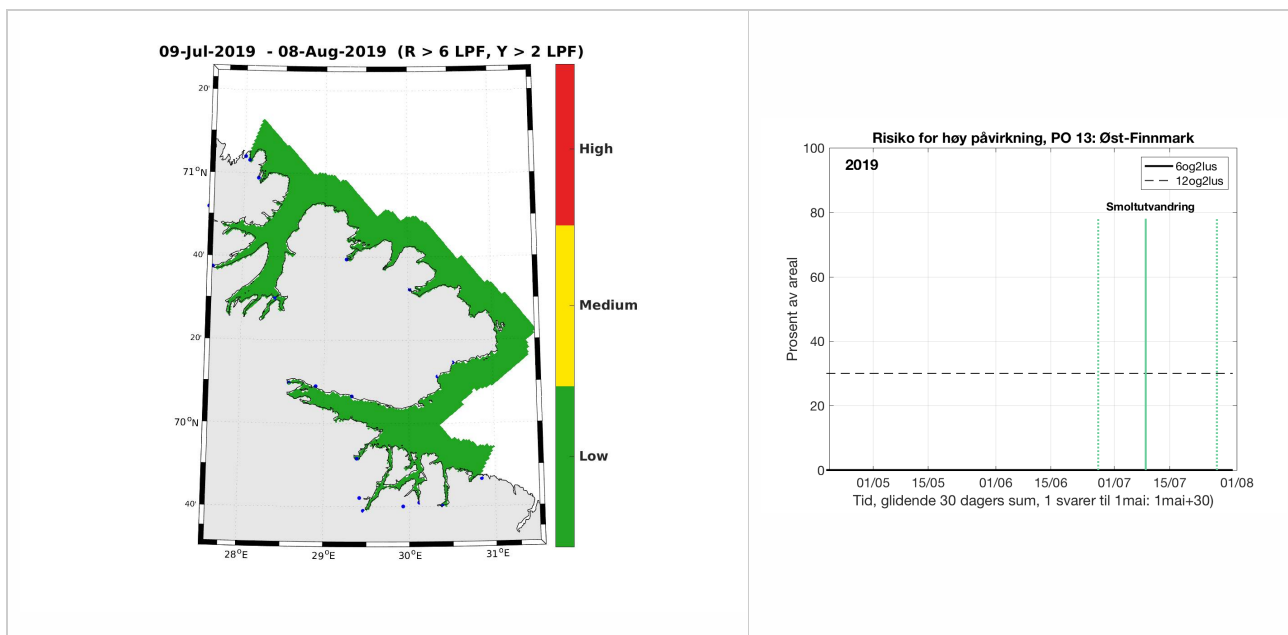 09-Jul-2019 - 08-Aug-2019 (R > 6 LPF, Y > 2 LPF)
20'
71°N
40'
20'
70°N
40'
28°E
29°E
30°E
31°E
High
Medium
Low
Risiko for høy påvirkning, PO 13: Øst-Finnmark
2019
6og2lus
12og2lus
Smoltutvandring
Prosent av areal
100
80
60
40
20
0
01/05
15/05
01/06
15/06
01/07
15/07
01/08
Tid, glidende 30 dagers sum, 1 svarer til 1mai: 1mai+30)